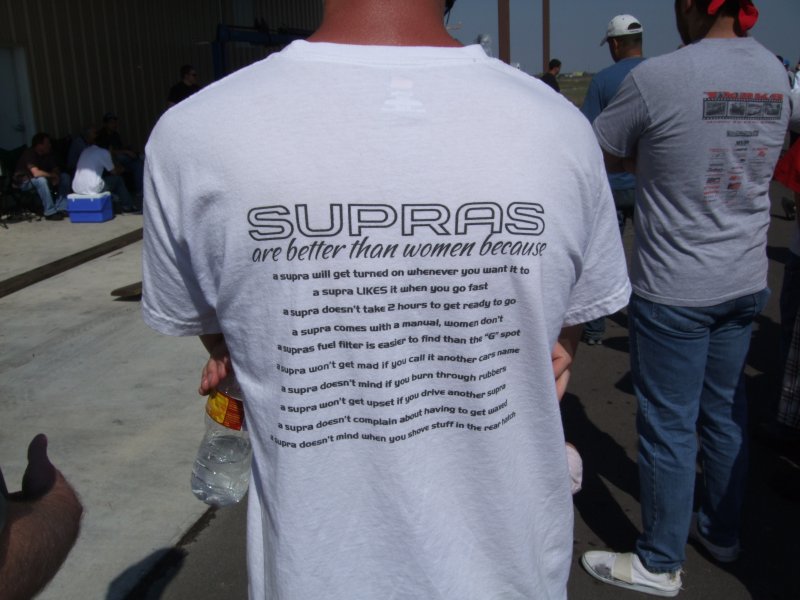 SUPRAS
are better than women because
a supra will get turned on whenever you want it to
a supra LIKES it when you go fast
a supra doesn't take 2 hours to get ready to go
a supra comes with a manual, women don't
a supras fuel filter is easier to find than the "G" spot
a supra won't get mad if you call it another cars name
a supra doesn't mind if you burn through rubbers
a supra won't get upset if you drive another supra
a supra doesn't complain about having to get waxed
a supra doesn't mind when you shove stuff in the rear hatch